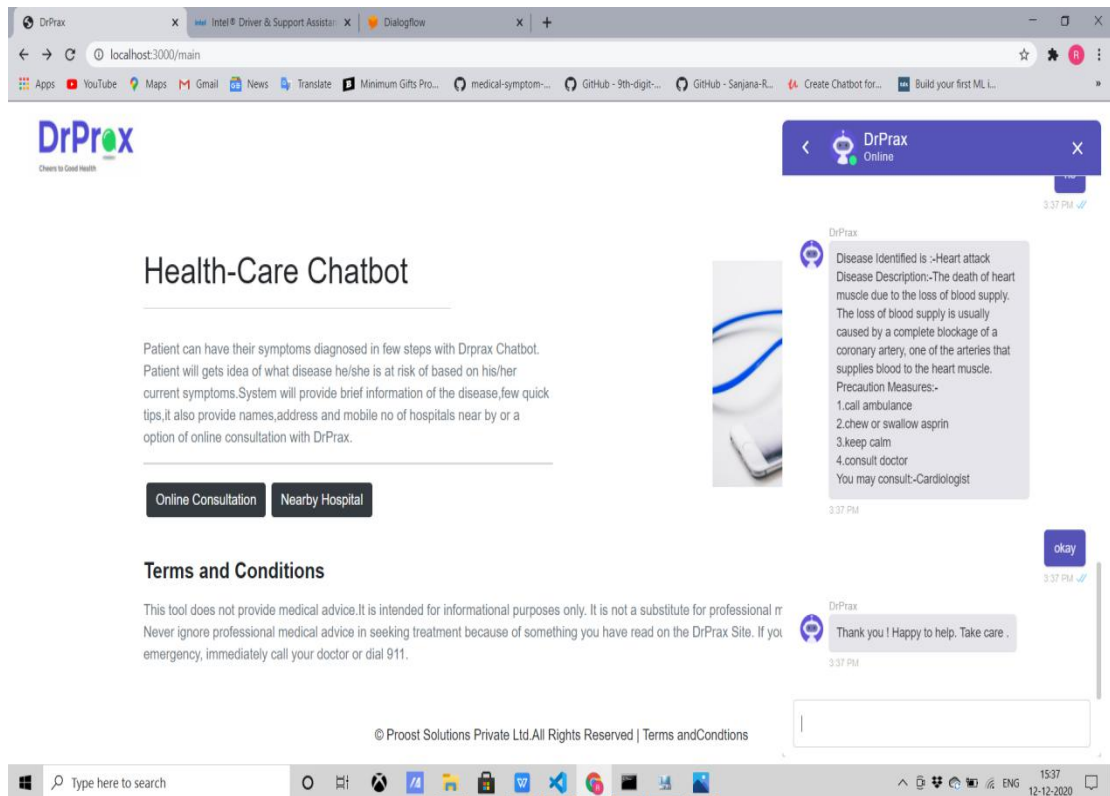 DrPrax
Intel® Driver & Support Assistan
Dialogflow
localhost:3000/main
Apps
YouTube
Maps
Gmail
News
Translate
Minimum Gifts Pro...
medical-symptom-...
GitHub - 9th-digit-...
GitHub - Sanjana-R...
Create Chatbot for...
Build your first ML i...
R
DrPrax
Cheers to Good Health
Health-Care Chatbot
Patient can have their symptoms diagnosed in few steps with Drprax Chatbot.
Patient will gets idea of what disease he/she is at risk of based on his/her
current symptoms.System will provide brief information of the disease,few quick
tips,it also provide names,address and mobile no of hospitals near by or a
option of online consultation with DrPrax.
Online Consultation
Nearby Hospital
Terms and Conditions
This tool does not provide medical advice.It is intended for informational purposes only. It is not a substitute for professional m
Never ignore professional medical advice in seeking treatment because of something you have read on the DrPrax Site. If you
emergency, immediately call your doctor or dial 911.
© Proost Solutions Private Ltd.All Rights Reserved | Terms andCondtions
DrPrax
Online
3:37 PM
DrPrax
Disease Identified is :-Heart attack
Disease Description:-The death of heart
muscle due to the loss of blood supply.
The loss of blood supply is usually
caused by a complete blockage of a
coronary artery, one of the arteries that
supplies blood to the heart muscle.
Precaution Measures:-
1.call ambulance
2.chew or swallow asprin
3.keep calm
4.consult doctor
You may consult:-Cardiologist
3:37 PM
okay
3:37 PM
DrPrax
Thank you ! Happy to help. Take care .
3:37 PM
Type here to search
ENG
15:37
12-12-2020